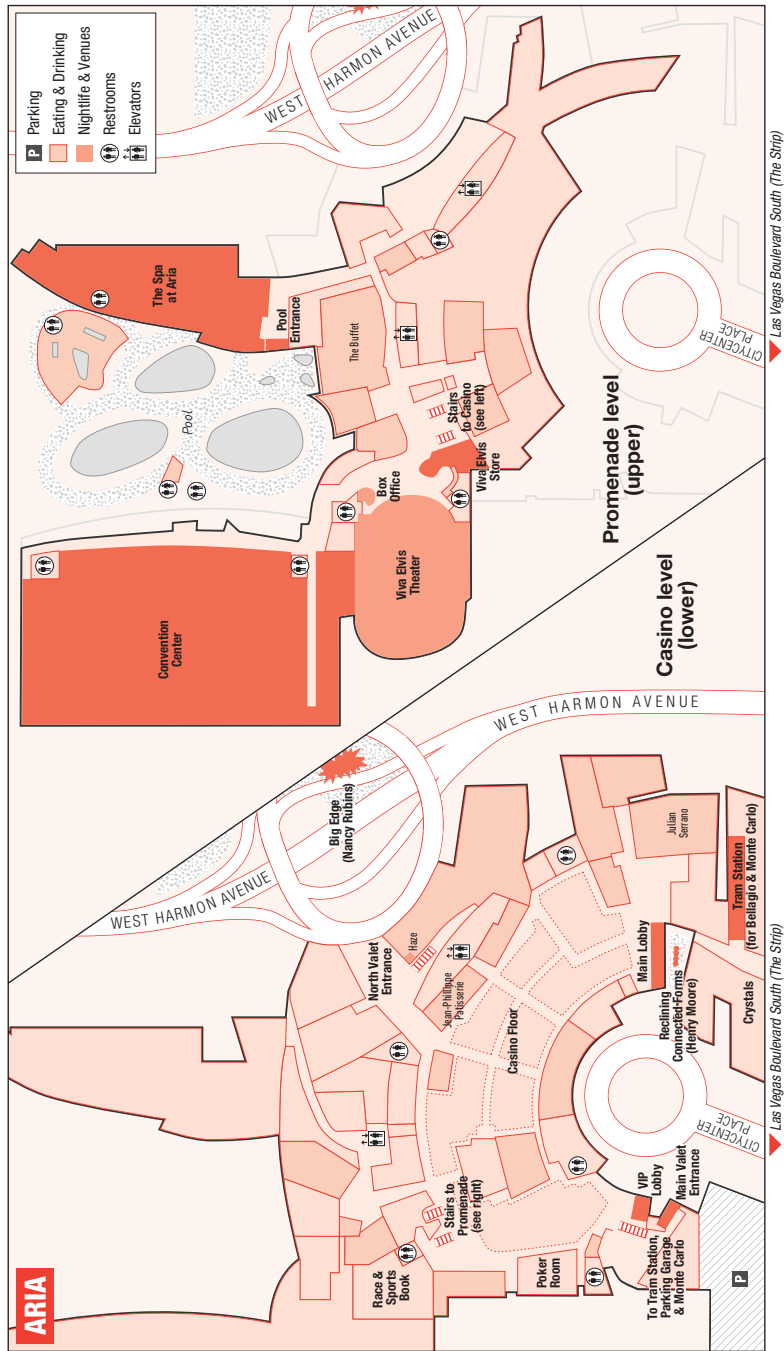 ARIA
P Parking
Eating & Drinking
Nightlife & Venues
Restrooms
Elevators
WEST HARMON AVENUE
The Spa
at Aria
Pool
Entrance
The Buffet
Pool
Stairs
to Casino
(see left)
Box
Office
Viva Elvis
Store
Viva Elvis
Theater
Convention
Center
CITYCENTER
PLACE
Las Vegas Boulevard South (The Strip)
Promenade level
(upper)
Casino level
(lower)
WEST HARMON AVENUE
WEST HARMON AVENUE
Big Edge
(Nancy Rubins)
North Valet
Entrance
Haze
Jean-Philippe
Patisserie
Casino Floor
Julian
Serrano
Tram Station
(for Bellagio & Monte Carlo)
Main Lobby
Reclining
Connected Forms
(Henry Moore)
Crystals
CITYCENTER
PLACE
Las Vegas Boulevard South (The Strip)
VIP
Lobby
Main Valet
Entrance
Stairs to
Promenade
(see right)
Race &
Sports
Book
Poker
Room
To Tram Station,
Parking Garage
& Monte Carlo
P